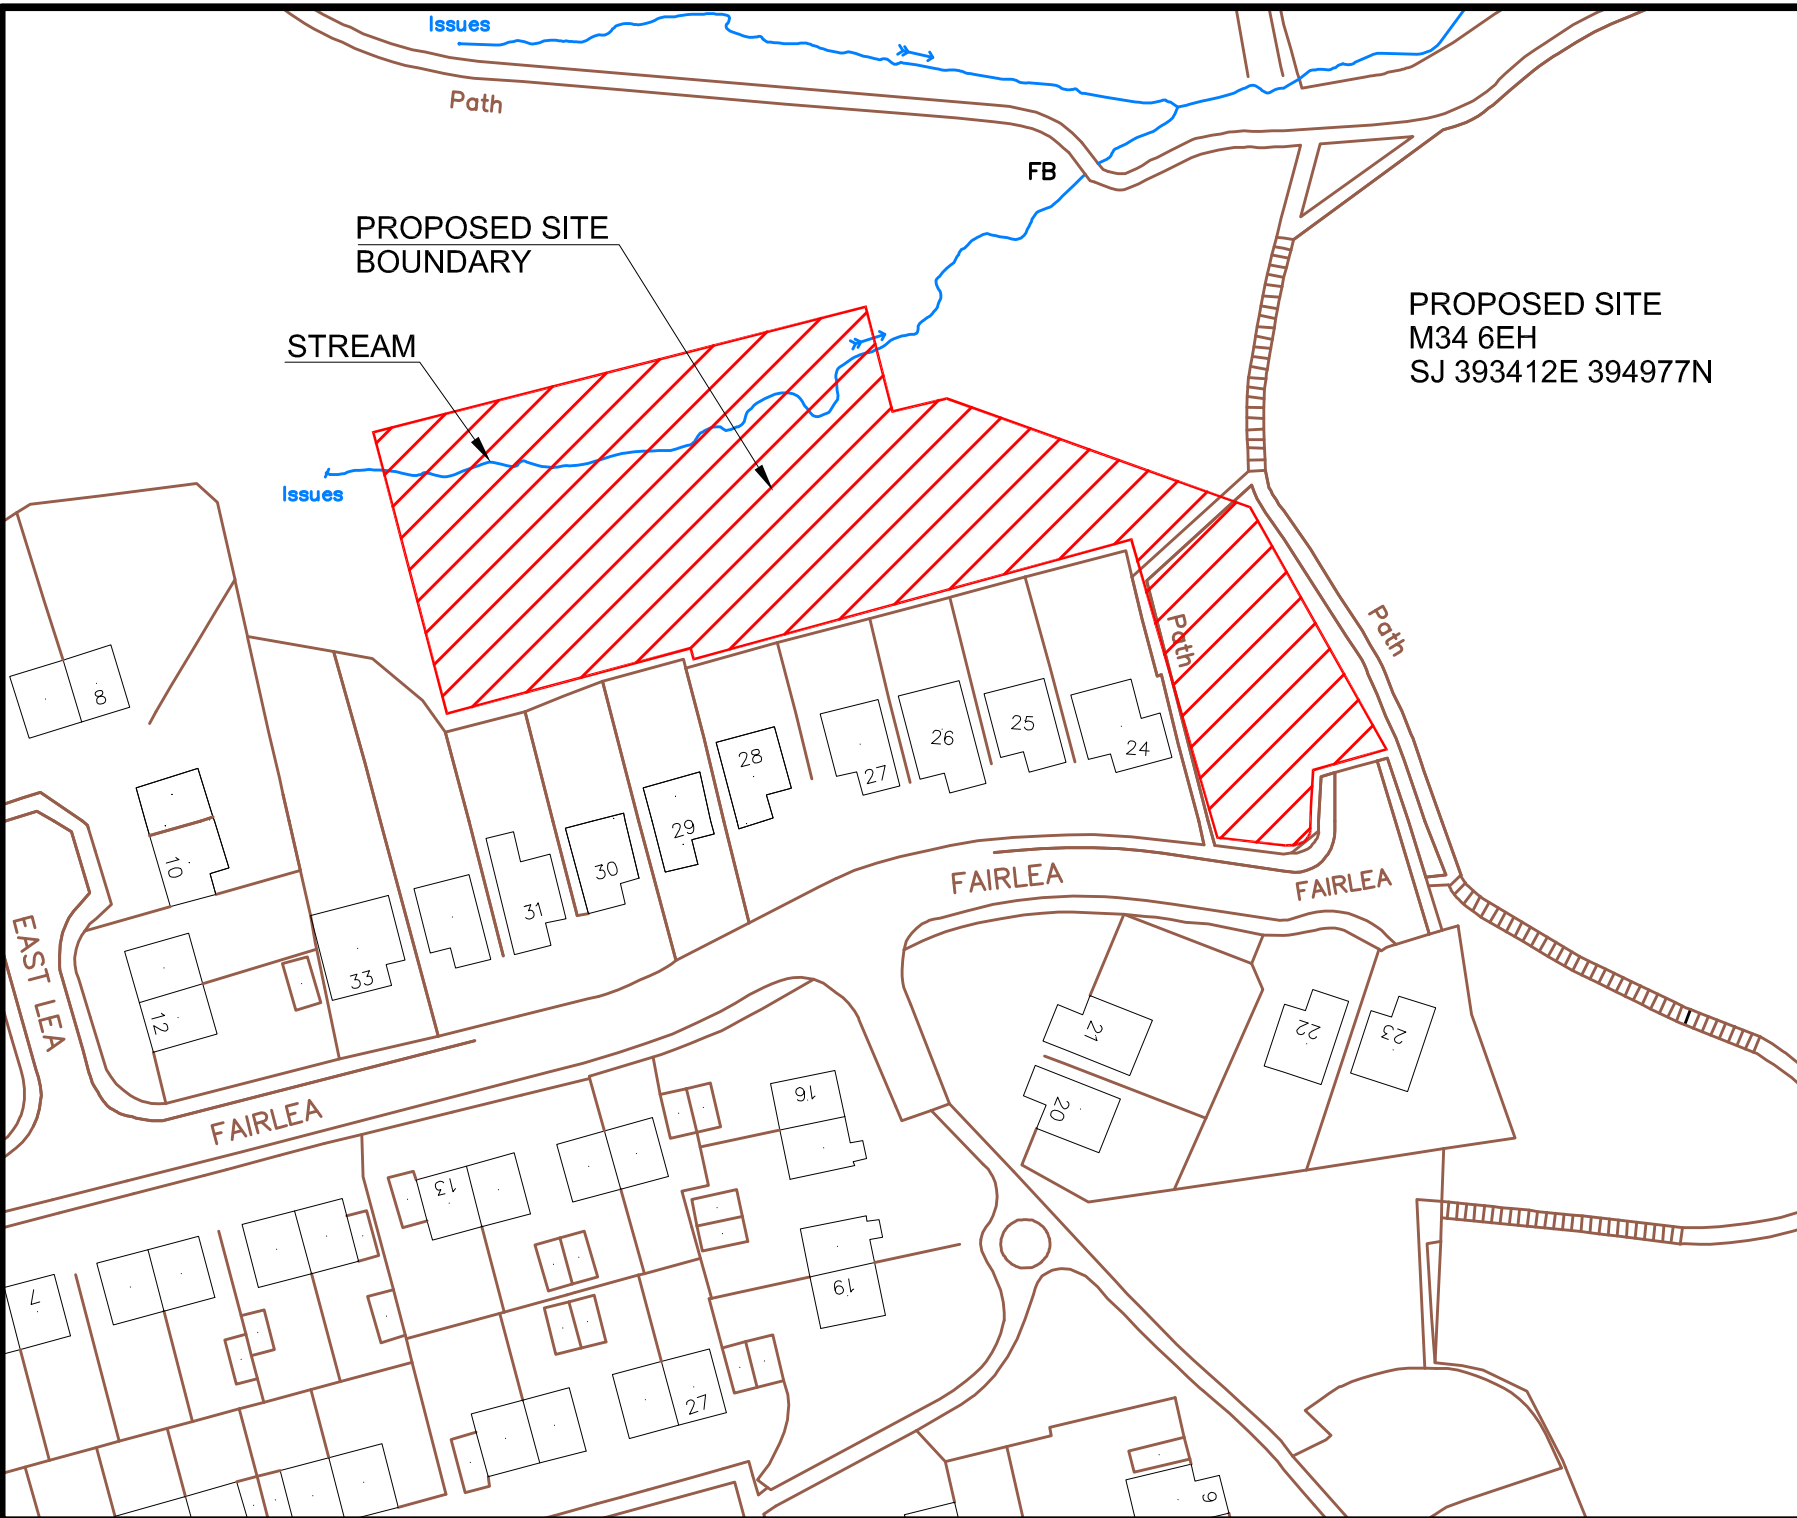 Issues
Path
FB
PROPOSED SITE
BOUNDARY
STREAM
PROPOSED SITE
M34 6EH
SJ 393412E 394977N
Issues
Path
Path
8
10
12
33
31
30
29
28
27
26
25
24
FAIRLEA
FAIRLEA
EAST LEA
FAIRLEA
21
20
22
23
16
13
19
7
27
9